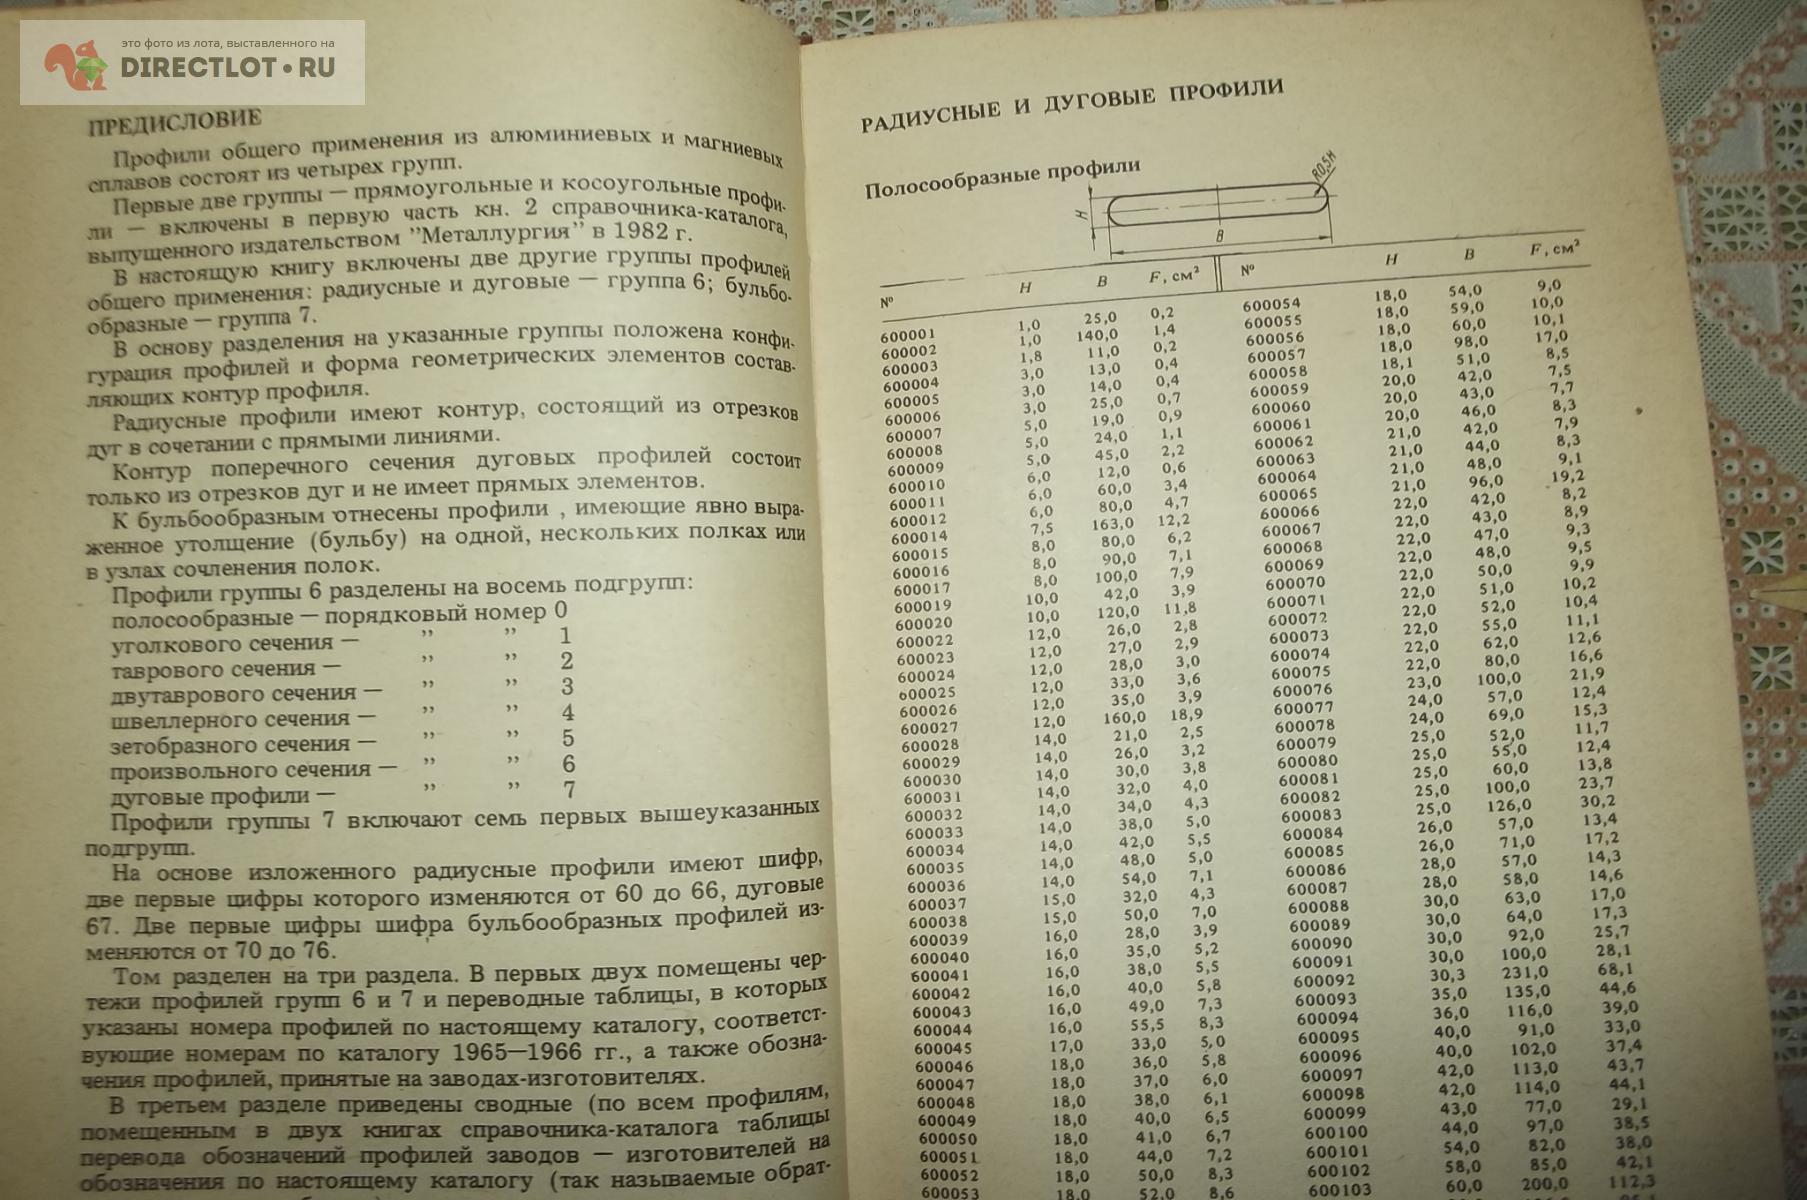 это фото из лота, выставленного на
DIRECTLOT•RU
ПРЕДИСЛОВИЕ
Профили общего применения из алюминиевых и магниевых
сплавов состоят из четырех групп.
Первые две группы — прямоугольные и косоугольные профи-
ли — включены в первую часть кн. 2 справочника-каталога,
выпущенного издательством "Металлургия" в 1982 г.
В настоящую книгу включены две другие группы профилей
общего применения: радиусные и дуговые — группа 6; бульбо-
образные — группа 7.
В основу разделения на указанные группы положена конфи-
гурация профилей и форма геометрических элементов состав-
ляющих контур профиля.
Радиусные профили имеют контур, состоящий из отрезков
дуг в сочетании с прямыми линиями.
Контур поперечного сечения дуговых профилей состоит
только из отрезков дуг и не имеет прямых элементов.
К бульбообразным отнесены профили , имеющие явно выра-
женное утолщение (бульбу) на одной, нескольких полках или
в узлах сочленения полок.
Профили группы 6 разделены на восемь подгрупп:
полосообразные — порядковый номер 0
уголкового сечения — " " 1
таврового сечения — " " 2
двутаврового сечения — " " 3
швеллерного сечения — " " 4
зетобразного сечения — " " 5
произвольного сечения — " " 6
дуговые профили — " " 7
Профили группы 7 включают семь первых вышеуказанных
подгрупп.
На основе изложенного радиусные профили имеют шифр,
две первые цифры которого изменяются от 60 до 66, дуговые
67. Две первые цифры шифра бульбообразных профилей из-
меняются от 70 до 76.
Том разделен на три раздела. В первых двух помещены чер-
тежи профилей групп 6 и 7 и переводные таблицы, в которых
указаны номера профилей по настоящему каталогу, соответст-
вующие номерам по каталогу 1965—1966 гг., а также обозна-
чения профилей, принятые на заводах-изготовителях.
В третьем разделе приведены сводные (по всем профилям,
помещенным в двух книгах справочника-каталога таблицы
перевода обозначений профилей заводов — изготовителей на
обозначения по настоящему каталогу (так называемые обрат-
РАДИУСНЫЕ И ДУГОВЫЕ ПРОФИЛИ
Полосообразные профили
R0,5H
H
B
№ H B F, см² № H B F, см²
600001 1,0 25,0 0,2 600054 18,0 54,0 9,0
600002 1,0 140,0 1,4 600055 18,0 59,0 10,0
600003 1,8 11,0 0,2 600056 18,0 60,0 10,1
600004 3,0 13,0 0,4 600057 18,0 98,0 17,0
600005 3,0 14,0 0,4 600058 18,1 51,0 8,5
600006 3,0 25,0 0,7 600059 20,0 42,0 7,5
600007 5,0 19,0 0,9 600060 20,0 43,0 7,7
600008 5,0 24,0 1,1 600061 20,0 46,0 8,3
600009 5,0 45,0 2,2 600062 21,0 42,0 7,9
600010 6,0 12,0 0,6 600063 21,0 44,0 8,3
600011 6,0 60,0 3,4 600064 21,0 48,0 9,1
600012 6,0 80,0 4,7 600065 21,0 96,0 19,2
600014 7,5 163,0 12,2 600066 22,0 42,0 8,2
600015 8,0 80,0 6,2 600067 22,0 43,0 8,9
600016 8,0 90,0 7,1 600068 22,0 47,0 9,3
600017 8,0 100,0 7,9 600069 22,0 48,0 9,5
600019 10,0 42,0 3,9 600070 22,0 50,0 9,9
600020 10,0 120,0 11,8 600071 22,0 51,0 10,2
600022 12,0 26,0 2,8 600072 22,0 52,0 10,4
600023 12,0 27,0 2,9 600073 22,0 55,0 11,1
600024 12,0 28,0 3,0 600074 22,0 62,0 12,6
600025 12,0 33,0 3,6 600075 22,0 80,0 16,6
600026 12,0 35,0 3,9 600076 23,0 100,0 21,9
600027 12,0 160,0 18,9 600077 24,0 57,0 12,4
600028 14,0 21,0 2,5 600078 24,0 69,0 15,3
600029 14,0 26,0 3,2 600079 25,0 52,0 11,7
600030 14,0 30,0 3,8 600080 25,0 55,0 12,4
600031 14,0 32,0 4,0 600081 25,0 60,0 13,8
600032 14,0 34,0 4,3 600082 25,0 100,0 23,7
600033 14,0 38,0 5,0 600083 25,0 126,0 30,2
600034 14,0 42,0 5,5 600084 26,0 57,0 13,4
600035 14,0 48,0 5,0 600085 26,0 71,0 17,2
600036 14,0 54,0 7,1 600086 28,0 57,0 14,3
600037 15,0 32,0 4,3 600087 28,0 58,0 14,6
600038 15,0 50,0 7,0 600088 30,0 63,0 17,0
600039 16,0 28,0 3,9 600089 30,0 64,0 17,3
600040 16,0 35,0 5,2 600090 30,0 92,0 25,7
600041 16,0 38,0 5,5 600091 30,0 100,0 28,1
600042 16,0 40,0 5,8 600092 30,3 231,0 68,1
600043 16,0 49,0 7,3 600093 35,0 135,0 44,6
600044 16,0 55,5 8,3 600094 36,0 116,0 39,0
600045 17,0 33,0 5,0 600095 40,0 91,0 33,0
600046 18,0 36,0 5,8 600096 40,0 102,0 37,4
600047 18,0 37,0 6,0 600097 42,0 113,0 43,7
600048 18,0 38,0 6,1 600098 42,0 114,0 44,1
600049 18,0 40,0 6,5 600099 43,0 77,0 29,1
600050 18,0 41,0 6,7 600100 44,0 97,0 38,5
600051 18,0 44,0 7,2 600101 54,0 82,0 38,0
600052 18,0 50,0 8,3 600102 58,0 85,0 42,1
600053 18,0 52,0 8,6 600103 60,0 200,0 112,3